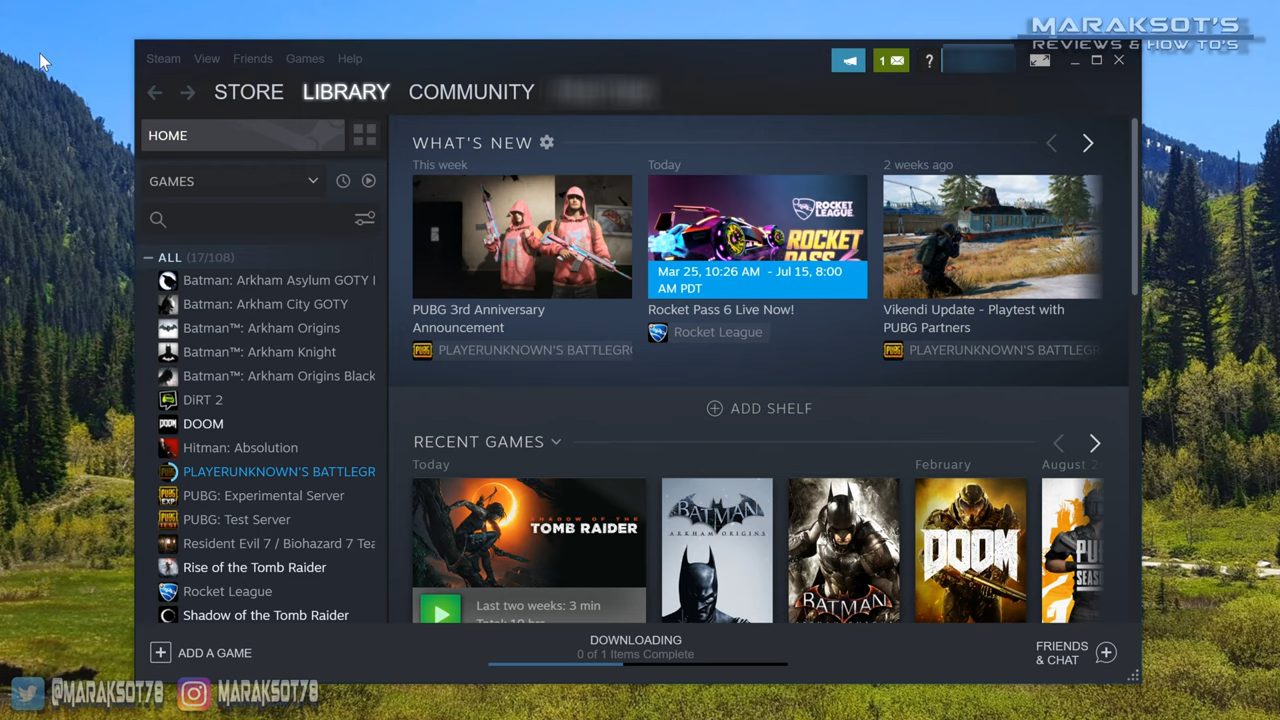 MARAKSOT'S
REVIEWS & HOW TO'S
Steam View Friends Games Help
1
?
STORE LIBRARY COMMUNITY
HOME
GAMES
ALL (17/108)
Batman: Arkham Asylum GOTY
Batman: Arkham City GOTY
Batman™: Arkham Origins
Batman™: Arkham Knight
Batman™: Arkham Origins Black
DiRT 2
DOOM
Hitman: Absolution
PLAYERUNKNOWN'S BATTLEGR
PUBG: Experimental Server
PUBG: Test Server
Resident Evil 7 / Biohazard 7 Tea
Rise of the Tomb Raider
Rocket League
Shadow of the Tomb Raider
WHAT'S NEW
This week
PUBG 3rd Anniversary
Announcement
PLAYERUNKNOWN'S BATTLEGR
Today
ROCKET
LEAGUE
ROCKET
PASS
Mar 25, 10:26 AM - Jul 15, 8:00
AM PDT
Rocket Pass 6 Live Now!
Rocket League
2 weeks ago
Vikendi Update - Playtest with
PUBG Partners
PLAYERUNKNOWN'S BATTLEGR
ADD SHELF
RECENT GAMES
Today
SHADOW OF THE
TOMB RAIDER
Last two weeks: 3 min
BATMAN
ARKHAM ORIGINS
BATMAN
February
DOOM
August 2
PU
SEAS
ADD A GAME
DOWNLOADING
0 of 1 Items Complete
FRIENDS
& CHAT
@MARAKSOT78
MARAKSOT78